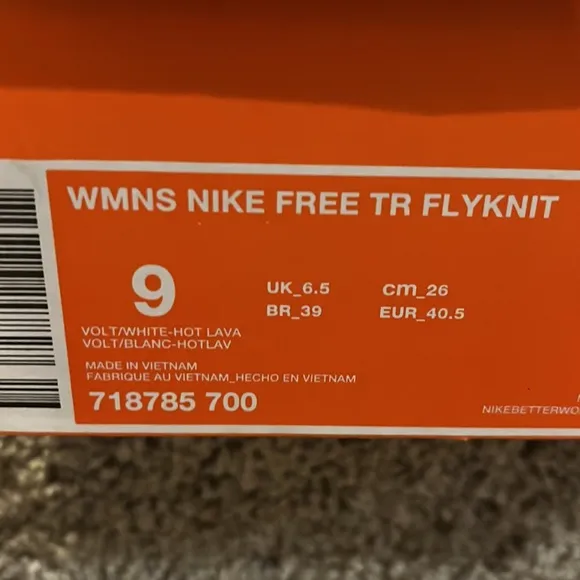 WMNS NIKE FREE TR FLYKNIT
9
UK_6.5 cm_26
BR_39 EUR_40.5
VOLT/WHITE-HOT LAVA
VOLT/BLANC-HOTLAV
MADE IN VIETNAM
FABRIQUE AU VIETNAM_HECHO EN VIETNAM
718785 700